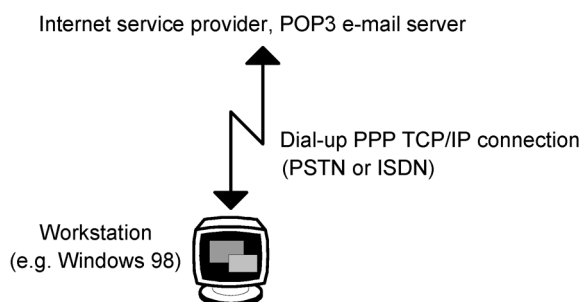 Internet service provider, POP3 e-mail server
Dial-up PPP TCP/IP connection
(PSTN or ISDN)
Workstation
(e.g. Windows 98)